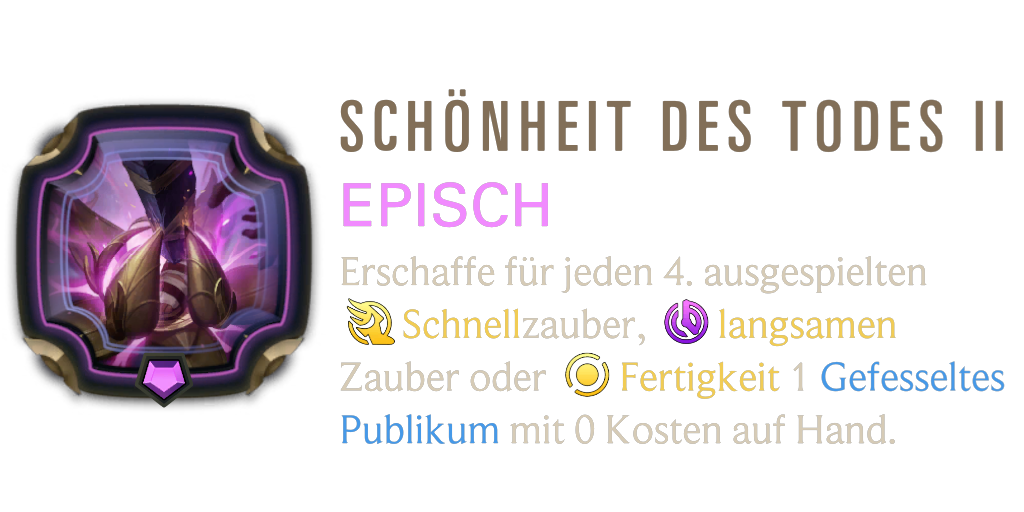 SCHÖNHEIT DES TODES II
EPISCH
Erschaffe für jeden 4. ausgespielten
Schnellzauber, langsamen
Zauber oder Fertigkeit 1 Gefesseltes
Publikum mit 0 Kosten auf Hand.